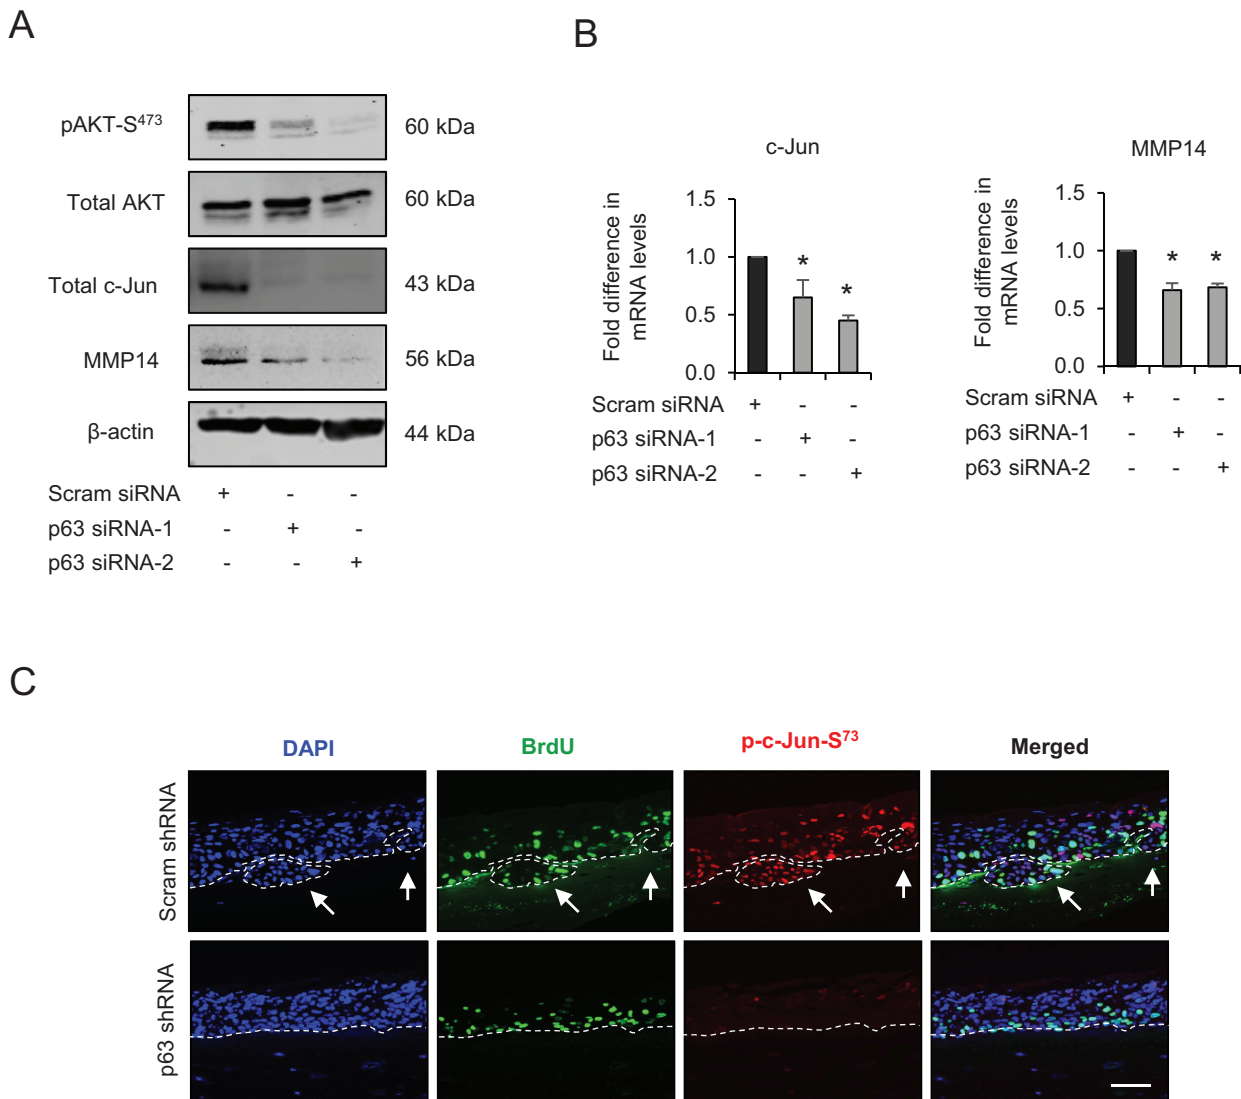 A
pAKT-S473 60 kDa
Total AKT 60 kDa
Total c-Jun 43 kDa
MMP14 56 kDa
β-actin 44 kDa
Scram siRNA + - -
p63 siRNA-1 - + -
p63 siRNA-2 - - +
B
c-Jun
Fold difference in
mRNA levels
1.5
1.0
0.5
0.0
* *
Scram siRNA + - -
p63 siRNA-1 - + -
p63 siRNA-2 - - +
MMP14
Fold difference in
mRNA levels
1.5
1.0
0.5
0.0
* *
Scram siRNA + - -
p63 siRNA-1 - + -
p63 siRNA-2 - - +
C
DAPI BrdU p-c-Jun-S73 Merged
Scram shRNA
p63 shRNA